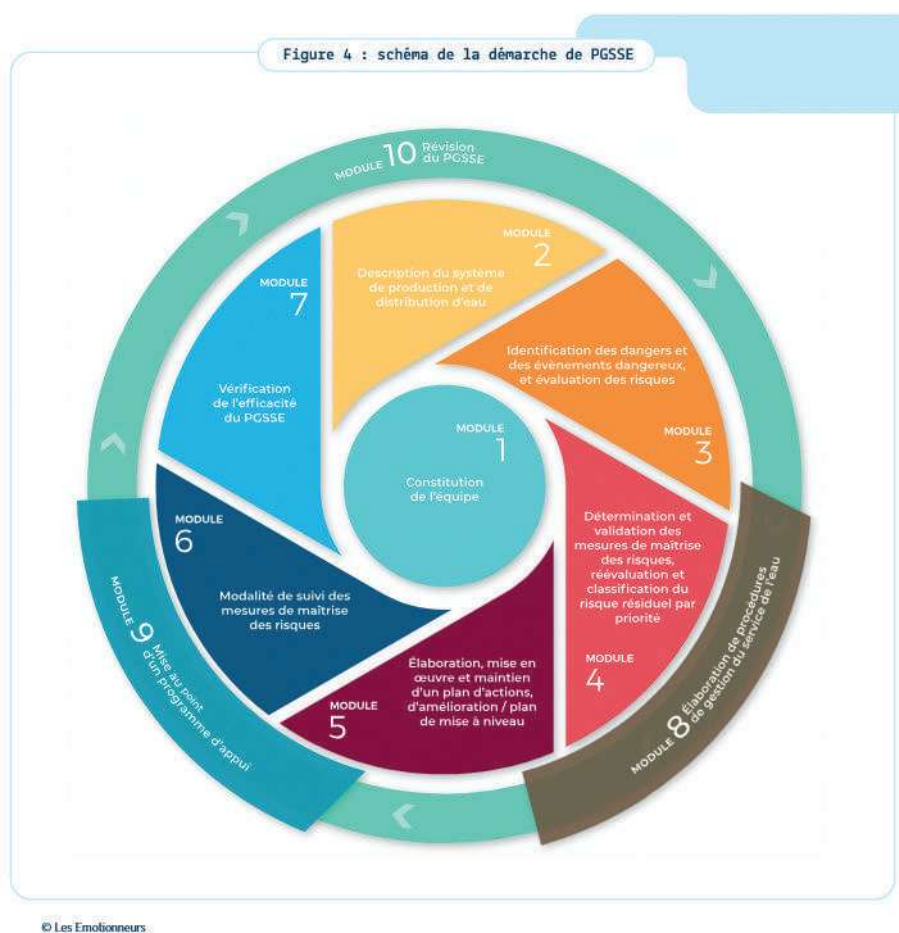 Figure 4 : schéma de la démarche de PGSSE
MODULE 10 Révision
du PGSSE
MODULE
2
Description du système
de production et de
distribution d'eau
MODULE
7
Vérification
de l'efficacité
du PGSSE
Identification des dangers et
des évènements dangereux,
et évaluation des risques
MODULE
3
MODULE
1
Constitution
de l'équipe
MODULE
6
Modalité de suivi des
mesures de maîtrise
des risques
Détermination et
validation des
mesures de maîtrise
des risques,
réévaluation et
classification du
risque résiduel par
priorité
MODULE
4
Élaboration, mise en
œuvre et maintien
d'un plan d'actions,
d'amélioration / plan
de mise à niveau
MODULE
5
MODULE 8 Élaboration de procédures
de gestion du service de l'eau
MODULE 9 Mise au point
d'un programme d'appui
© Les Emotionneurs